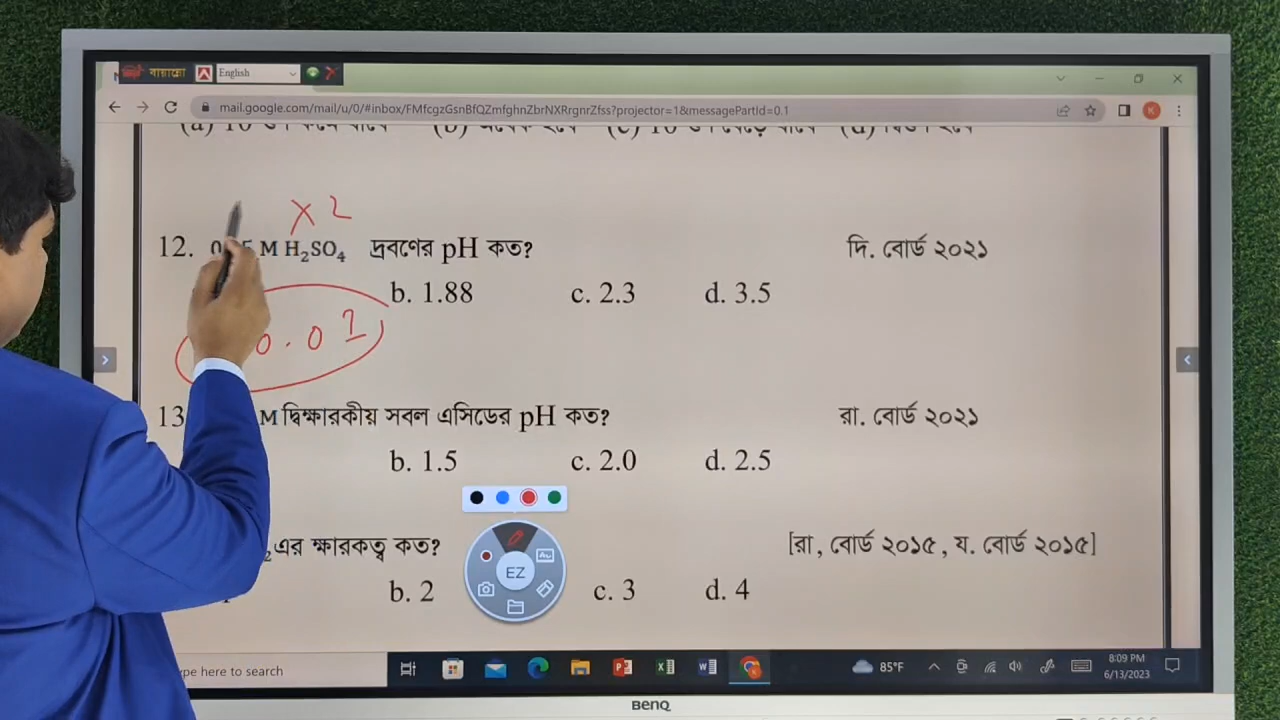 English
mail.google.com/mail/u/0/#inbox/FMfcgzGsnBfQZmfghnZbrNXRrgnrZfss?projector=1&messagePartId=0.1
× 2
12. M H₂SO₄ দ্রবণের pH কত? দি. বোর্ড ২০২১
b. 1.88 c. 2.3 d. 3.5
0.01
13 M দ্বিক্ষারকীয় সবল এসিডের pH কত? রা. বোর্ড ২০২১
b. 1.5 c. 2.0 d. 2.5
এর ক্ষারকত্ব কত? [রা, বোর্ড ২০১৫, য. বোর্ড ২০১৫]
b. 2 c. 3 d. 4
EZ
here to search
85°F
8:09 PM
6/13/2023
BENQ